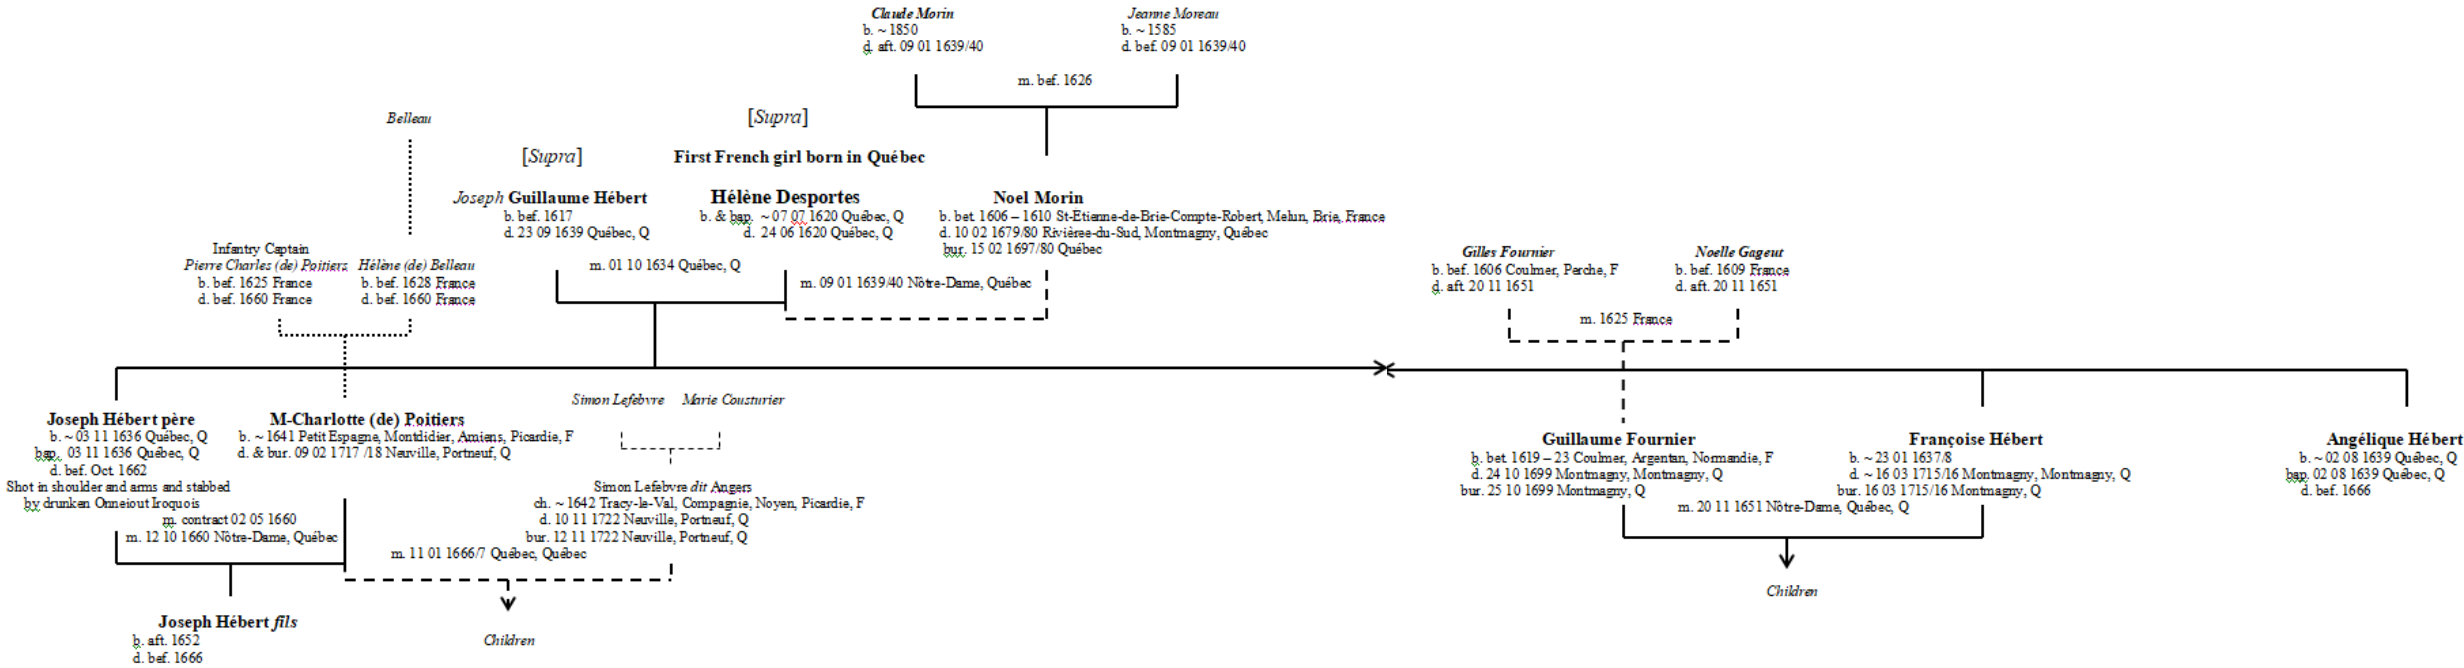 Claude Morin
b. ~ 1850
d. aft. 09 01 1639/40
Jeanne Moreau
b. ~ 1585
d. bef. 09 01 1639/40
m. bef. 1626
Belleau
[Supra]
[Supra]
First French girl born in Québec
Joseph Guillaume Hébert
b. bef. 1617
d. 23 09 1639 Québec, Q
Hélène Desportes
b. & bap. ~ 07 07 1620 Québec, Q
d. 24 06 1620 Québec, Q
Noel Morin
b. bet. 1606 – 1610 St-Etienne-de-Brie-Compte-Robert, Melun, Brie, France
d. 10 02 1679/80 Rivièree-du-Sud, Montmagny, Québec
bur. 15 02 1697/80 Québec
m. 01 10 1634 Québec, Q
m. 09 01 1639/40 Nôtre-Dame, Québec
Infantry Captain
Pierre Charles (de) Poitiers
b. bef. 1625 France
d. bef. 1660 France
Hélène (de) Belleau
b. bef. 1628 France
d. bef. 1660 France
Gilles Fournier
b. bef. 1606 Coulmer, Perche, F
d. aft. 20 11 1651
Noelle Gageut
b. bef. 1609 France
d. aft. 20 11 1651
m. 1625 France
Joseph Hébert père
b. ~ 03 11 1636 Québec, Q
bap. 03 11 1636 Québec, Q
d. bef. Oct. 1662
Shot in shoulder and arms and stabbed
by drunken Onneiout Iroquois
M-Charlotte (de) Poitiers
b. ~ 1641 Petit Espagne, Montdidier, Amiens, Picardie, F
d. & bur. 09 02 1717 /18 Neuville, Portneuf, Q
m. contract 02 05 1660
m. 12 10 1660 Nôtre-Dame, Québec
Simon Lefebvre
Marie Cousturier
Simon Lefebvre dit Angers
ch. ~ 1642 Tracy-le-Val, Compagnie, Noyen, Picardie, F
d. 10 11 1722 Neuville, Portneuf, Q
bur. 12 11 1722 Neuville, Portneuf, Q
m. 11 01 1666/7 Québec, Québec
Guillaume Fournier
b. bet. 1619 – 23 Coulmer, Argentan, Normandie, F
d. 24 10 1699 Montmagny, Montmagny, Q
bur. 25 10 1699 Montmagny, Q
Françoise Hébert
b. ~ 23 01 1637/8
d. ~ 16 03 1715/16 Montmagny, Montmagny, Q
bur. 16 03 1715/16 Montmagny, Q
m. 20 11 1651 Nôtre-Dame, Québec, Q
Angélique Hébert
b. ~ 02 08 1639 Québec, Q
bap. 02 08 1639 Québec, Q
d. bef. 1666
Joseph Hébert fils
b. aft. 1652
d. bef. 1666
Children
Children